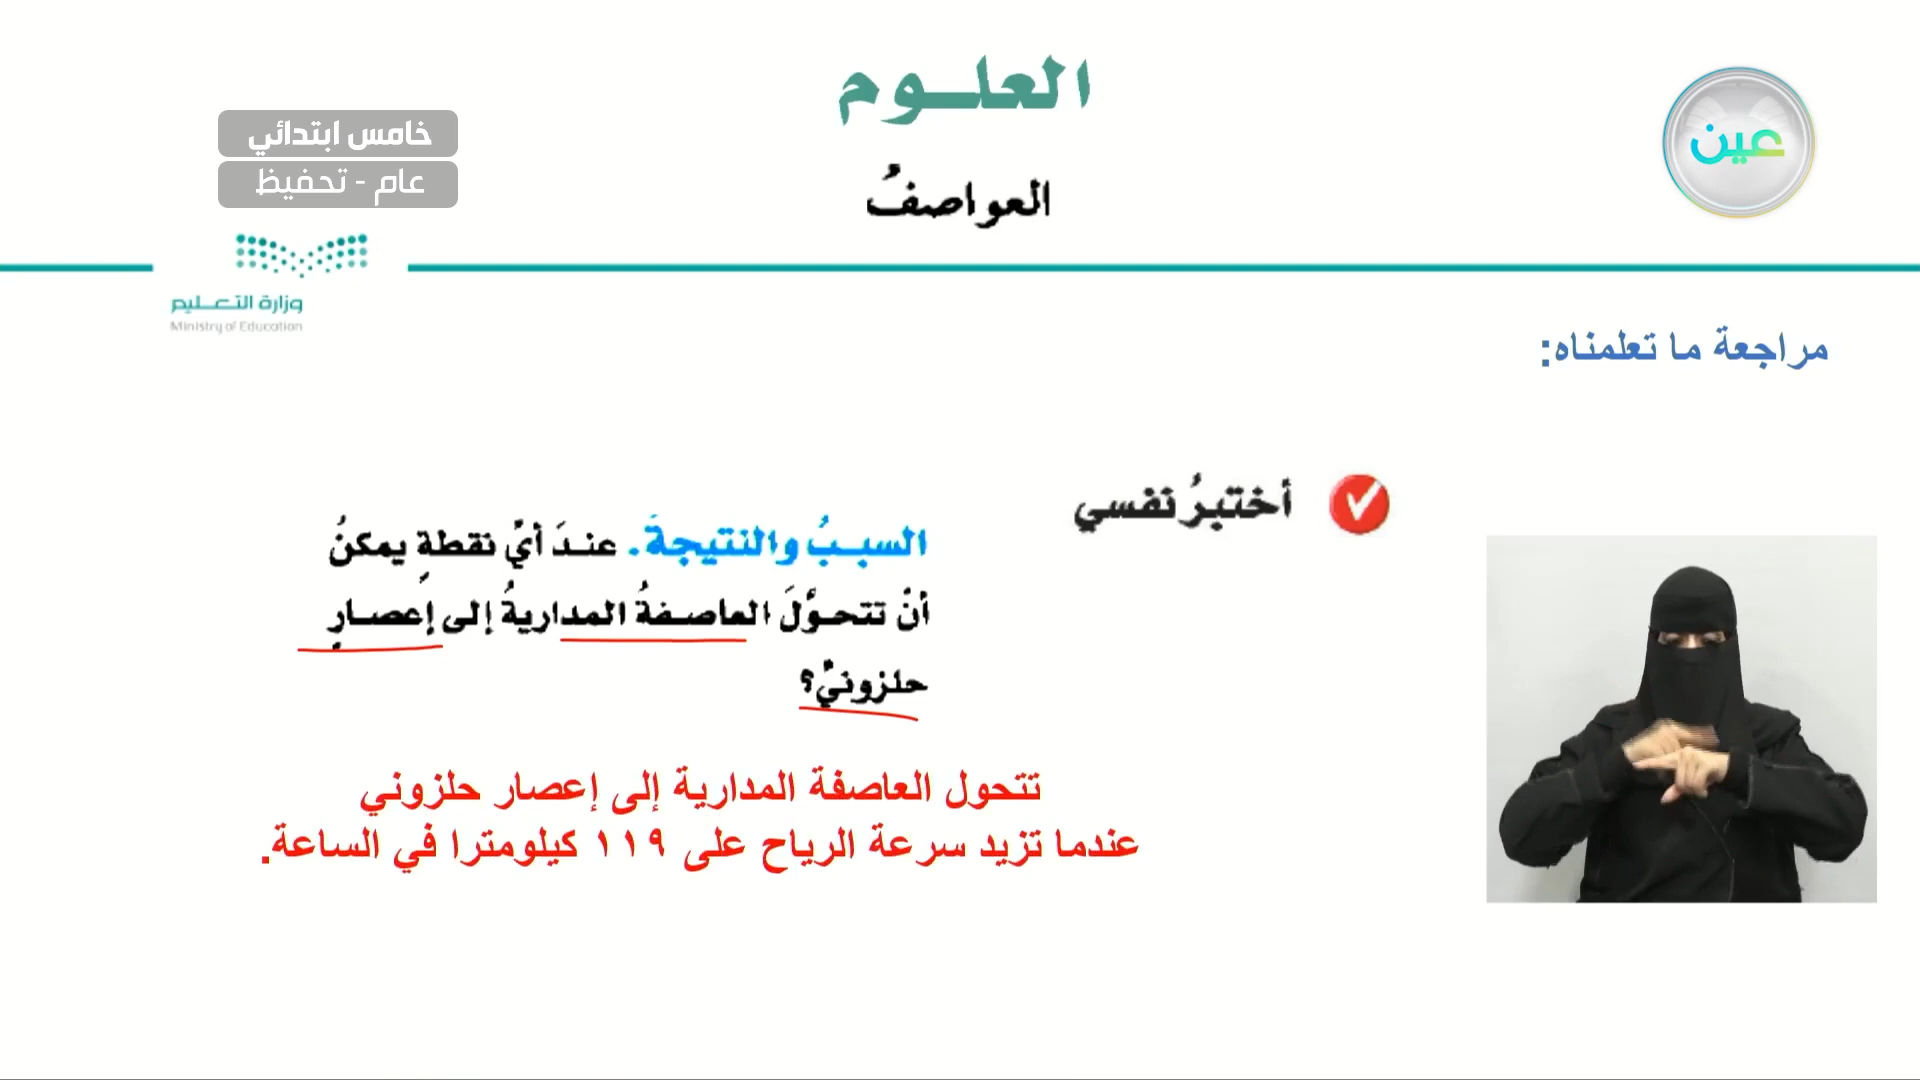 العلــوم
العواصفُ
عين
خامس ابتدائي
عام - تحفيظ
وزارة التعـــليم
Ministry of Education
مراجعة ما تعلمناه:
أختبرُ نفسي
السببُ والنتيجةُ. عندَ أيِّ نقطةٍ يمكنُ
أنْ تتحوَّلَ العاصفةُ المداريةُ إلى إعصارٍ
حلزونيٍّ؟
تتحول العاصفة المدارية إلى إعصار حلزوني
عندما تزيد سرعة الرياح على ١١٩ كيلومترا في الساعة.